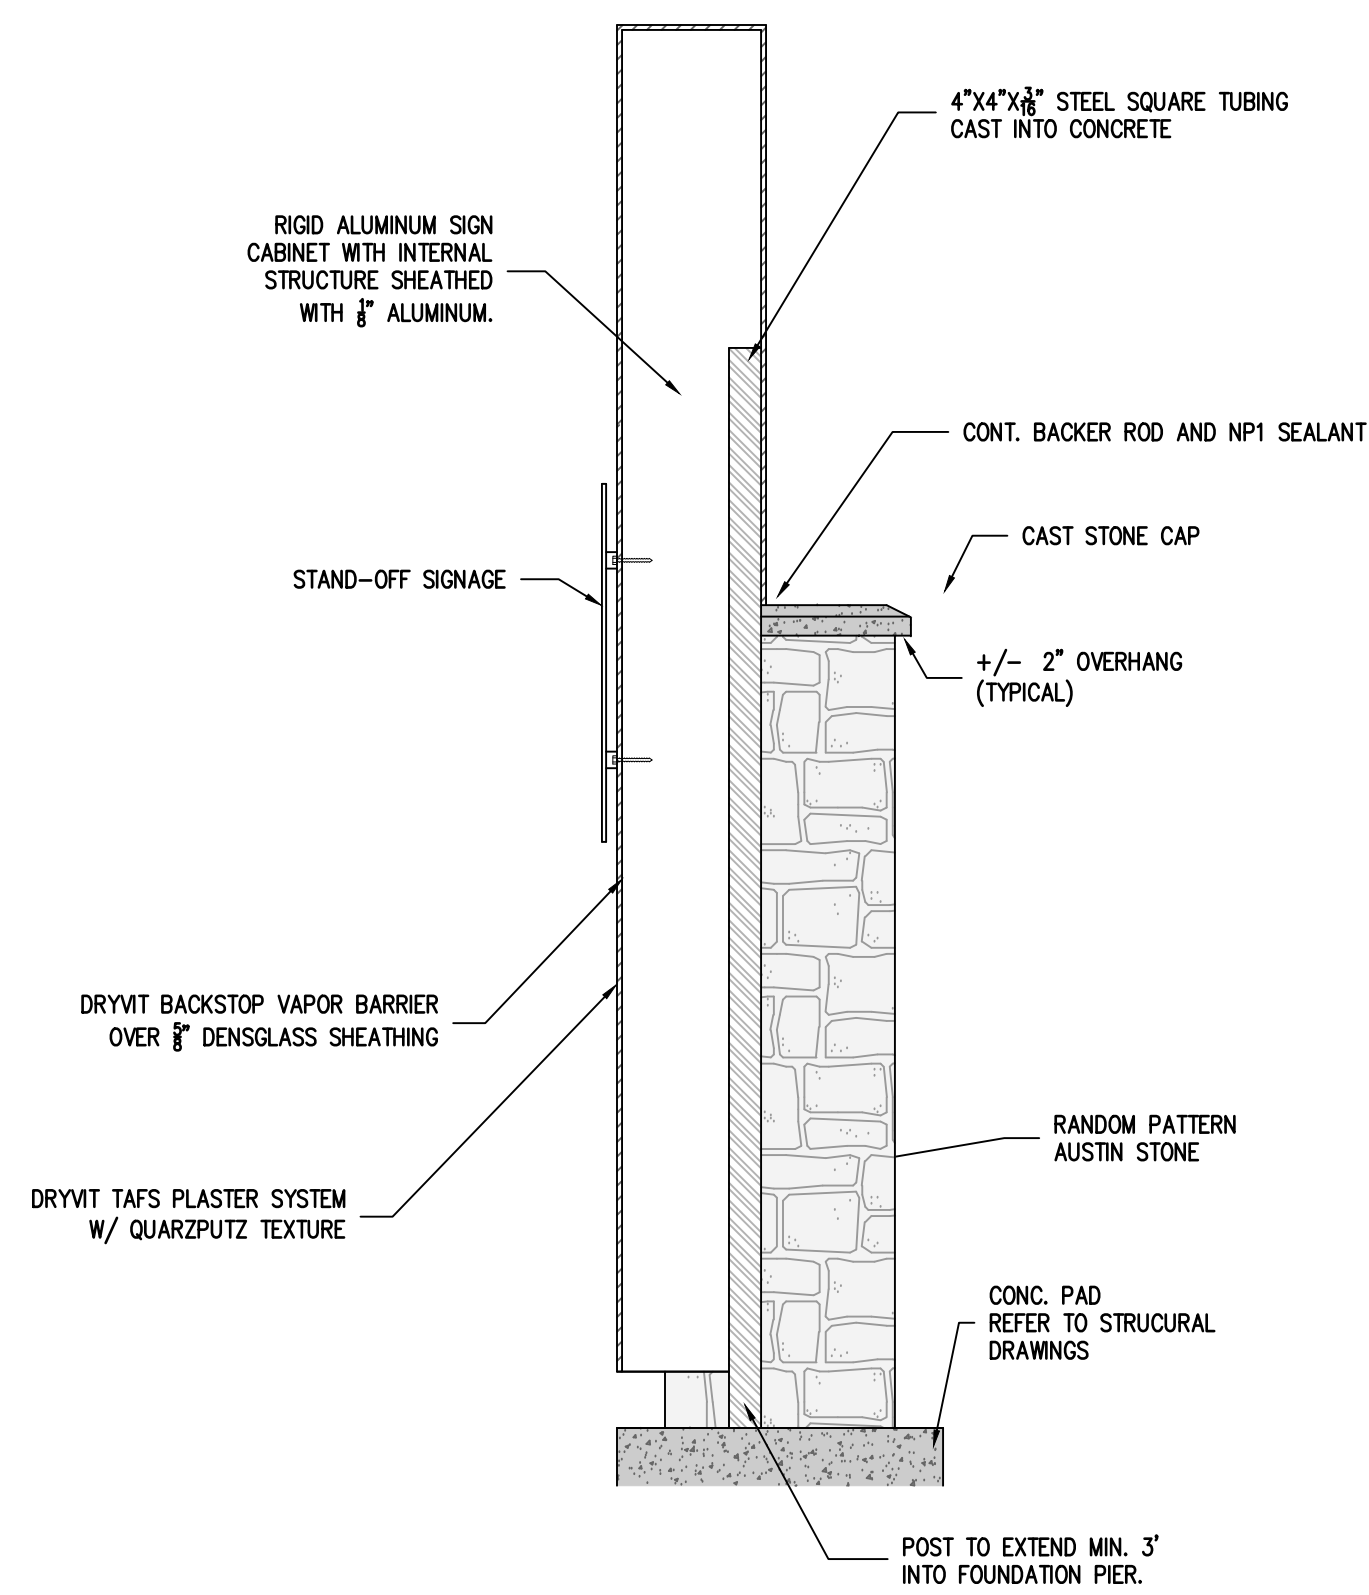 4"X4"X3/16" STEEL SQUARE TUBING
CAST INTO CONCRETE
RIGID ALUMINUM SIGN
CABINET WITH INTERNAL
STRUCTURE SHEATHED
WITH 1/8" ALUMINUM.
CONT. BACKER ROD AND NP1 SEALANT
CAST STONE CAP
STAND-OFF SIGNAGE
+/- 2" OVERHANG
(TYPICAL)
DRYVIT BACKSTOP VAPOR BARRIER
OVER 5/8" DENSGLASS SHEATHING
RANDOM PATTERN
AUSTIN STONE
DRYVIT TAFS PLASTER SYSTEM
W/ QUARZPUTZ TEXTURE
CONC. PAD
REFER TO STRUCURAL
DRAWINGS
POST TO EXTEND MIN. 3'
INTO FOUNDATION PIER.